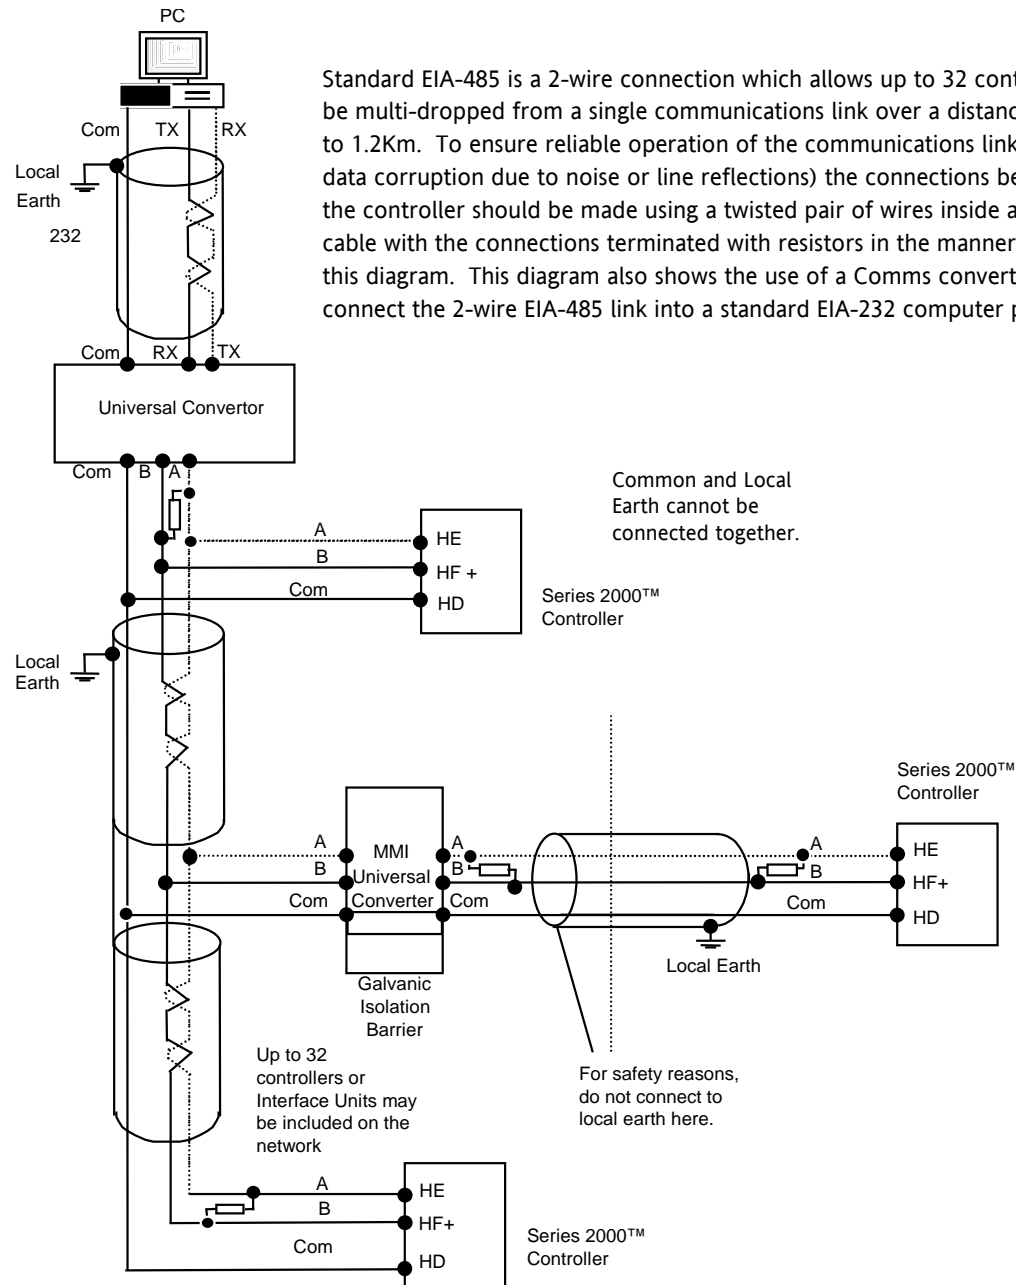 PC
Standard EIA-485 is a 2-wire connection which allows up to 32
be multi-dropped from a single communications link over a
to 1.2Km. To ensure reliable operation of the communications link
data corruption due to noise or line reflections) the connections
the controller should be made using a twisted pair of wires inside a
cable with the connections terminated with resistors in the manner
this diagram. This diagram also shows the use of a Comms
connect the 2-wire EIA-485 link into a standard EIA-232 computer
Com TX RX
Local
Earth
232
Com RX TX
Universal Convertor
Com B A
Common and Local
Earth cannot be
connected together.
A HE
B HF +
Com HD
Series 2000™
Controller
Local
Earth
Series 2000™
Controller
A MMI A A HE
B Universal B B HF+
Com Converter Com Com HD
Local Earth
Galvanic
Isolation
Barrier
Up to 32
controllers or
Interface Units may
be included on the
network
For safety reasons,
do not connect to
local earth here.
A HE
B HF+
Com HD
Series 2000™
Controller